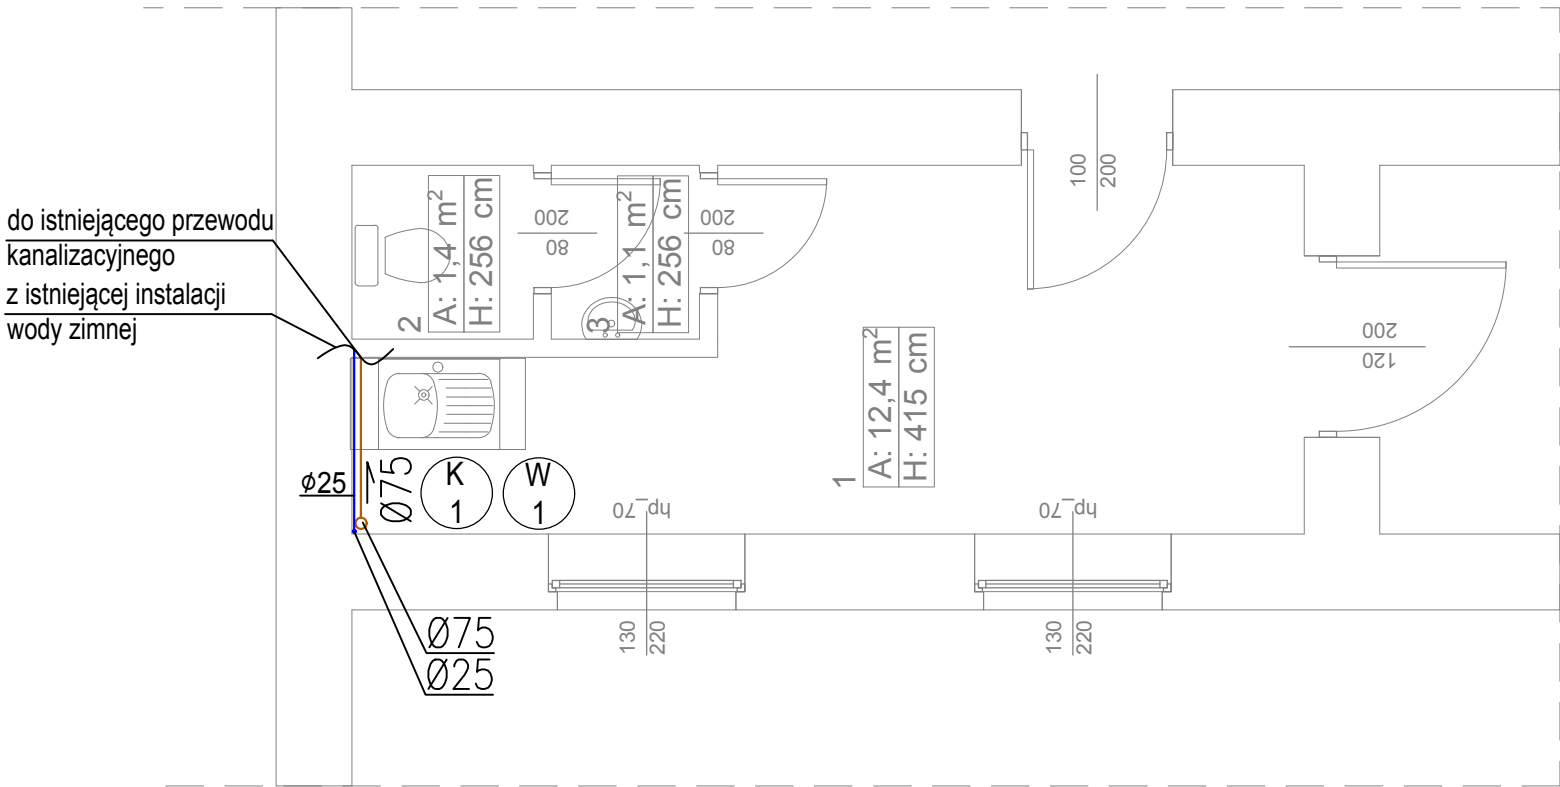 do istniejącego przewodu
kanalizacyjnego
z istniejącej instalacji
wody zimnej
2
A: 1,4 m²
H: 256 cm
200
80
3
A: 1,1 m²
H: 256 cm
200
80
100
200
200
120
1
A: 12,4 m²
H: 415 cm
ø25
Ø75
K
1
W
1
hp_70
hp_70
130
220
130
220
Ø75
Ø25